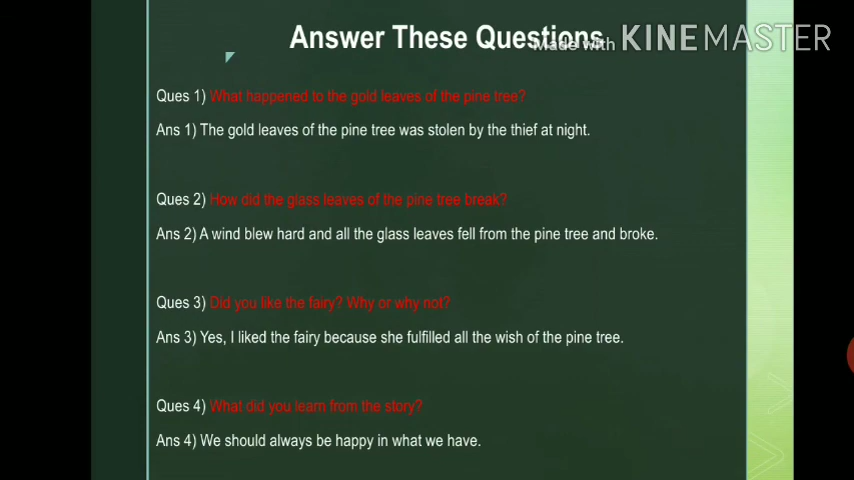 Answer These Questions
Made with KINEMASTER
Ques 1) What happened to the gold leaves of the pine tree?
Ans 1) The gold leaves of the pine tree was stolen by the thief at night.
Ques 2) How did the glass leaves of the pine tree break?
Ans 2) A wind blew hard and all the glass leaves fell from the pine tree and broke.
Ques 3) Did you like the fairy? Why or why not?
Ans 3) Yes, I liked the fairy because she fulfilled all the wish of the pine tree.
Ques 4) What did you learn from the story?
Ans 4) We should always be happy in what we have.